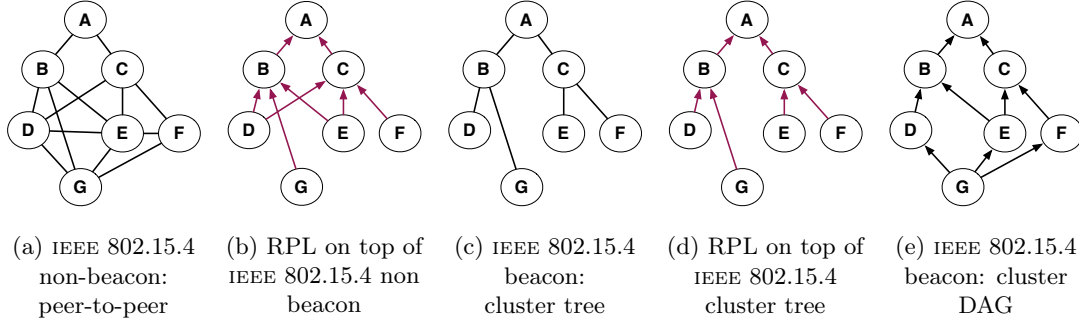 A
B
C
D
E
F
G
A
B
C
D
E
F
G
A
B
C
D
E
F
G
A
B
C
D
E
F
G
A
B
C
D
E
F
G
(a) IEEE 802.15.4
non-beacon:
peer-to-peer
(b) RPL on top of
IEEE 802.15.4 non
beacon
(c) IEEE 802.15.4
beacon:
cluster tree
(d) RPL on top of
IEEE 802.15.4
cluster tree
(e) IEEE 802.15.4
beacon: cluster
DAG